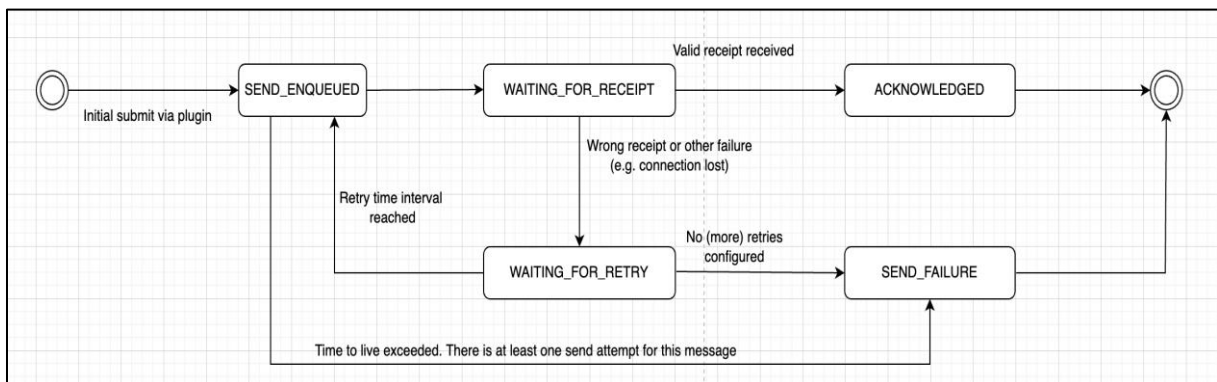 Valid receipt received
SEND_ENQUEUED
WAITING_FOR_RECEIPT
ACKNOWLEDGED
Initial submit via plugin
Wrong receipt or other failure
(e.g. connection lost)
Retry time interval
reached
No (more) retries
configured
WAITING_FOR_RETRY
SEND_FAILURE
Time to live exceeded. There is at least one send attempt for this message